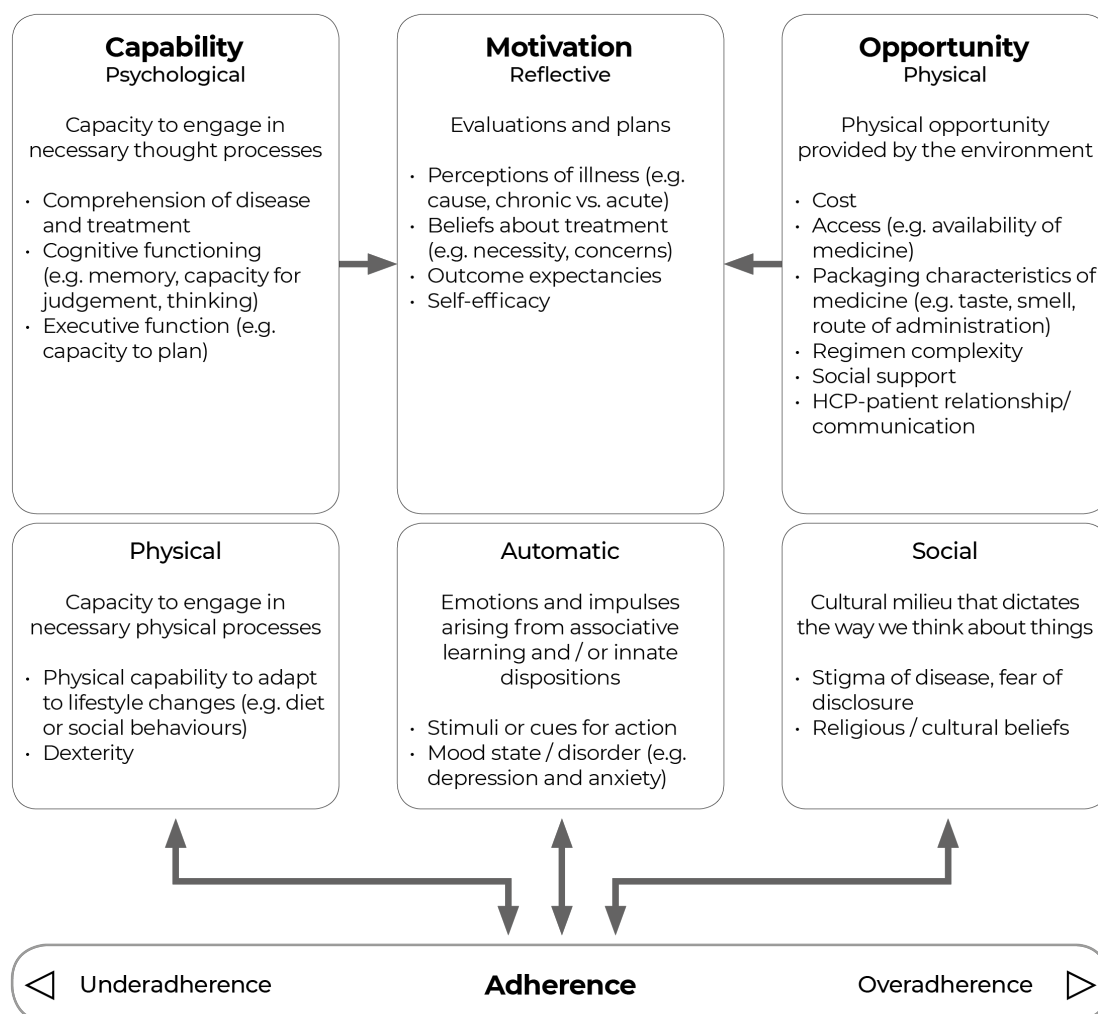 Capability
Psychological
Capacity to engage in
necessary thought processes
· Comprehension of disease
and treatment
· Cognitive functioning
(e.g. memory, capacity for
judgement, thinking)
· Executive function (e.g.
capacity to plan)
Motivation
Reflective
Evaluations and plans
· Perceptions of illness (e.g.
cause, chronic vs. acute)
· Beliefs about treatment
(e.g. necessity, concerns)
· Outcome expectancies
· Self-efficacy
Opportunity
Physical
Physical opportunity
provided by the environment
· Cost
· Access (e.g. availability of
medicine)
· Packaging characteristics of
medicine (e.g. taste, smell,
route of administration)
· Regimen complexity
· Social support
· HCP-patient relationship/
communication
Physical
Capacity to engage in
necessary physical processes
· Physical capability to adapt
to lifestyle changes (e.g. diet
or social behaviours)
· Dexterity
Automatic
Emotions and impulses
arising from associative
learning and / or innate
dispositions
· Stimuli or cues for action
· Mood state / disorder (e.g.
depression and anxiety)
Social
Cultural milieu that dictates
the way we think about things
· Stigma of disease, fear of
disclosure
· Religious / cultural beliefs
Underadherence
Adherence
Overadherence